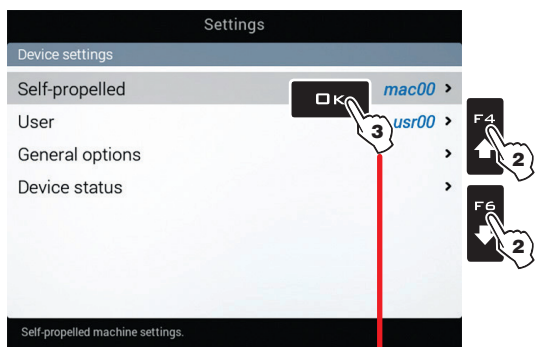 Settings
Device settings
Self-propelled mac00 >
OK
3
User usr00 >
F4
2
General options >
Device status >
F6
2
Self-propelled machine settings.